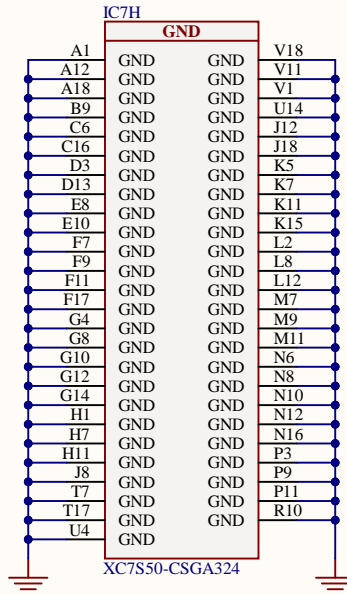 IC7H
GND
A1 GND GND V18
A12 GND GND V11
A18 GND GND V1
B9 GND GND U14
C6 GND GND J12
C16 GND GND J18
D3 GND GND K5
D13 GND GND K7
E8 GND GND K11
E10 GND GND K15
F7 GND GND L2
F9 GND GND L8
F11 GND GND L12
F17 GND GND M7
G4 GND GND M9
G8 GND GND M11
G10 GND GND N6
G12 GND GND N8
G14 GND GND N10
H1 GND GND N12
H7 GND GND N16
H11 GND GND P3
J8 GND GND P9
T7 GND GND P11
T17 GND GND R10
U4 GND
XC7S50-CSGA324